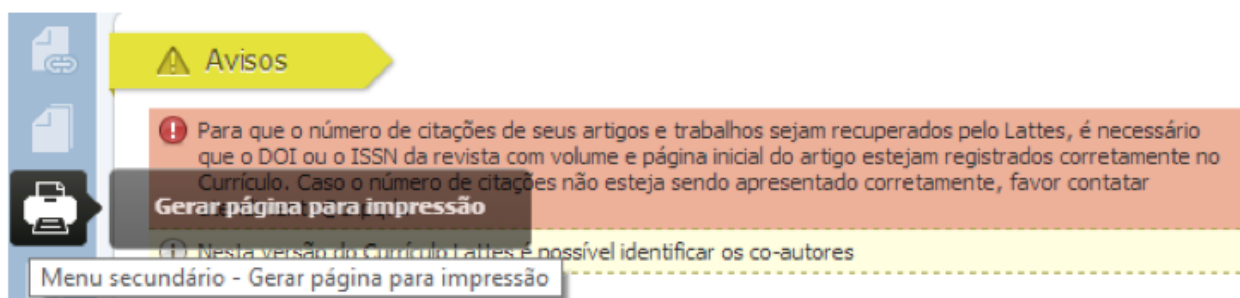 Avisos
Para que o número de citações de seus artigos e trabalhos sejam recuperados pelo Lattes, é necessário
que o DOI ou o ISSN da revista com volume e página inicial do artigo estejam registrados corretamente no
Currículo. Caso o número de citações não esteja sendo apresentado corretamente, favor contatar
Gerar página para impressão
Nesta versão do Currículo Lattes é possível identificar os co-autores
Menu secundário - Gerar página para impressão